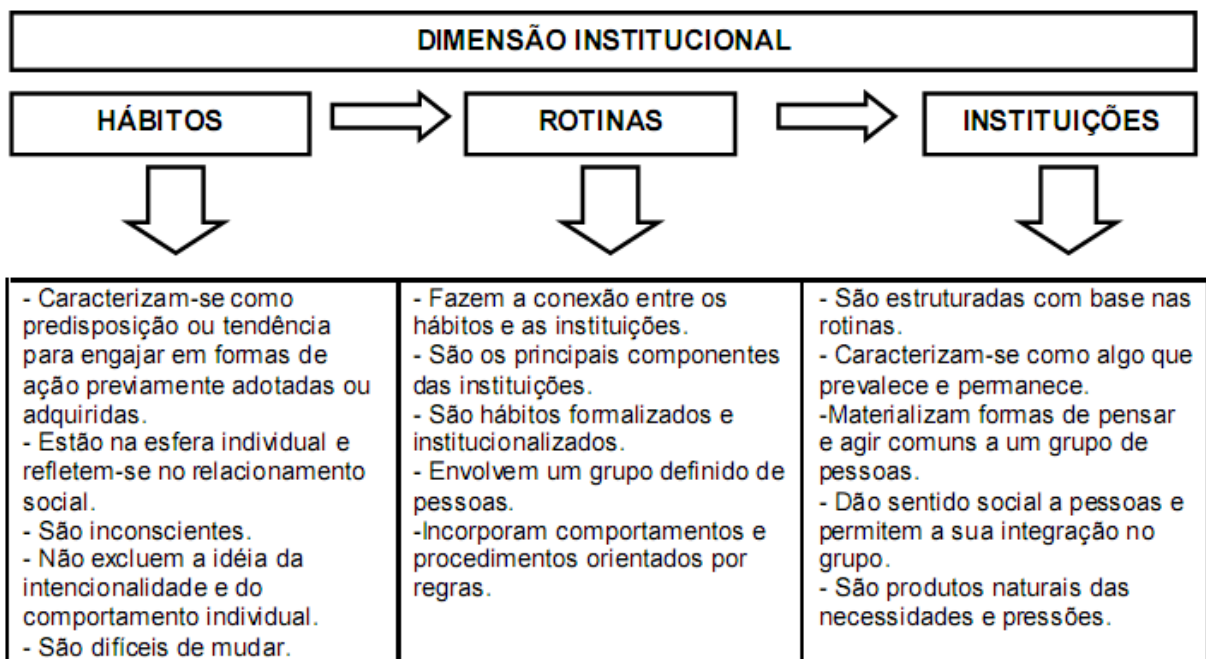 DIMENSÃO INSTITUCIONAL
HÁBITOS
ROTINAS
INSTITUIÇÕES
- Caracterizam-se como
predisposição ou tendência
para engajar em formas de
ação previamente adotadas ou
adquiridas.
- Estão na esfera individual e
refletem-se no relacionamento
social.
- São inconscientes.
- Não excluem a idéia da
intencionalidade e do
comportamento individual.
- São difíceis de mudar.
- Fazem a conexão entre os
hábitos e as instituições.
- São os principais componentes
das instituições.
- São hábitos formalizados e
institucionalizados.
- Envolvem um grupo definido de
pessoas.
-Incorporam comportamentos e
procedimentos orientados por
regras.
- São estruturadas com base nas
rotinas.
- Caracterizam-se como algo que
prevalece e permanece.
-Materializam formas de pensar
e agir comuns a um grupo de
pessoas.
- Dão sentido social a pessoas e
permitem a sua integração no
grupo.
- São produtos naturais das
necessidades e pressões.